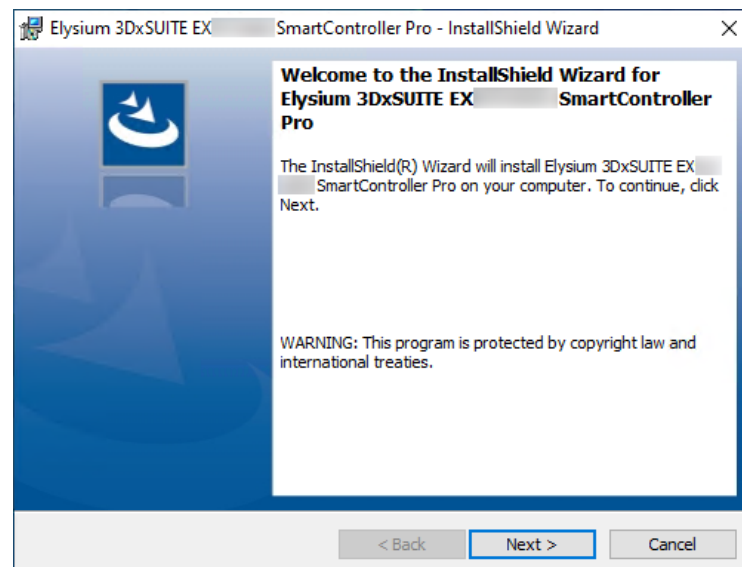 Elysium 3DxSUITE EX SmartController Pro - InstallShield Wizard
Welcome to the InstallShield Wizard for
Elysium 3DxSUITE EX SmartController
Pro
The InstallShield(R) Wizard will install Elysium 3DxSUITE EX
SmartController Pro on your computer. To continue, click
Next.
WARNING: This program is protected by copyright law and
international treaties.
< Back Next > Cancel